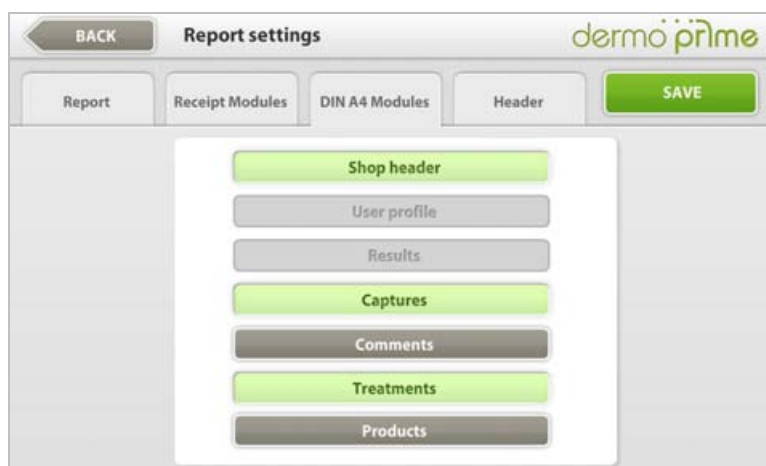 BACK Report settings dermo prime
Report Receipt Modules DIN A4 Modules Header SAVE
Shop header
User profile
Results
Captures
Comments
Treatments
Products